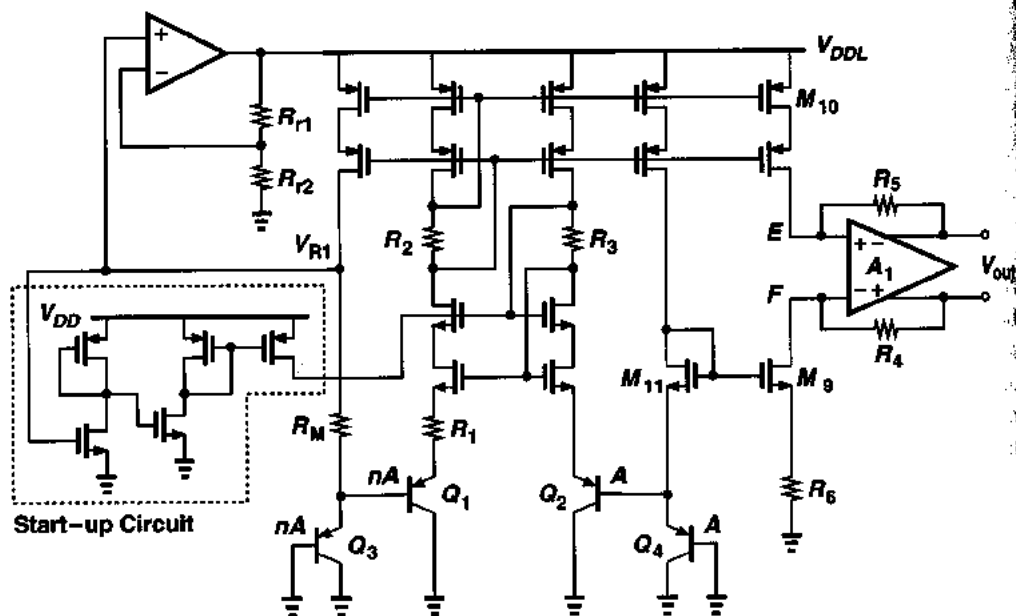 +
−
V_DDL
R_r1
M_10
R_r2
R_5
V_R1
R_2
R_3
E
+ −
A_1
V_out
F
− +
V_DD
R_4
M_11
M_9
R_M
R_1
nA
Q_1
Q_2
A
R_6
Start-up Circuit
nA
Q_3
Q_4
A